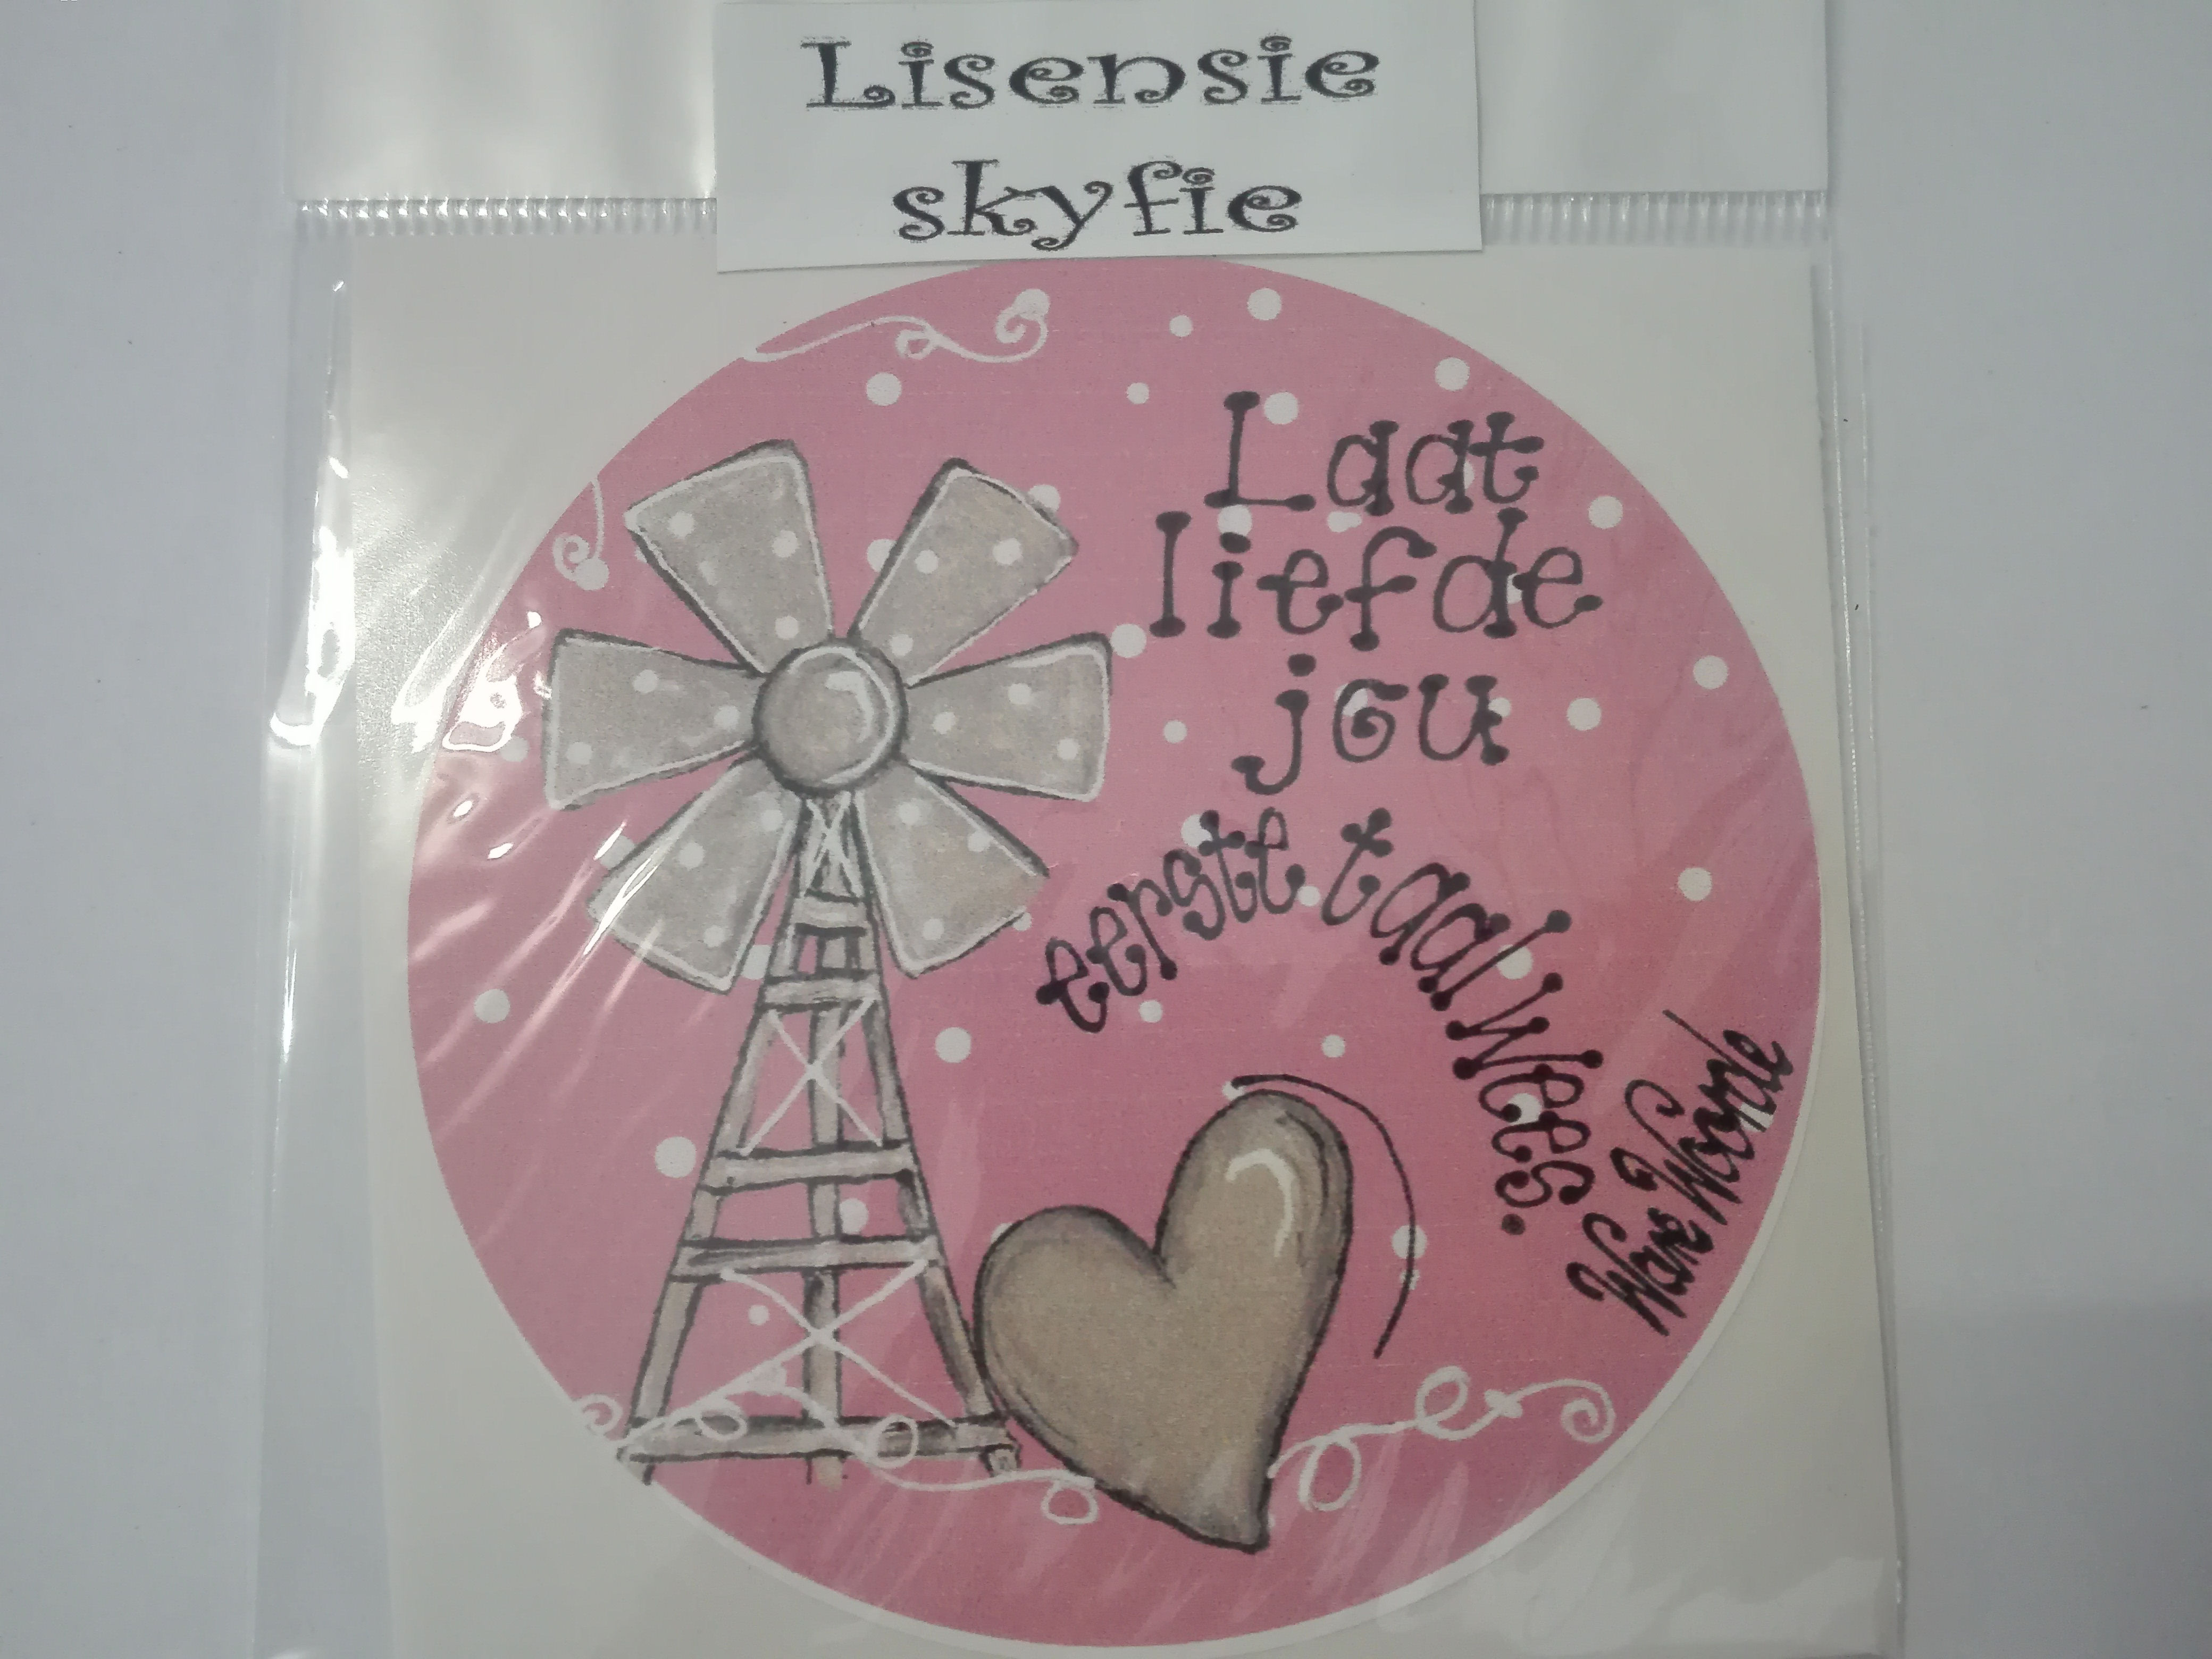 Lisensie
skyfie
Laat
liefde
jou
eerste taal wees.
Ware Woorde